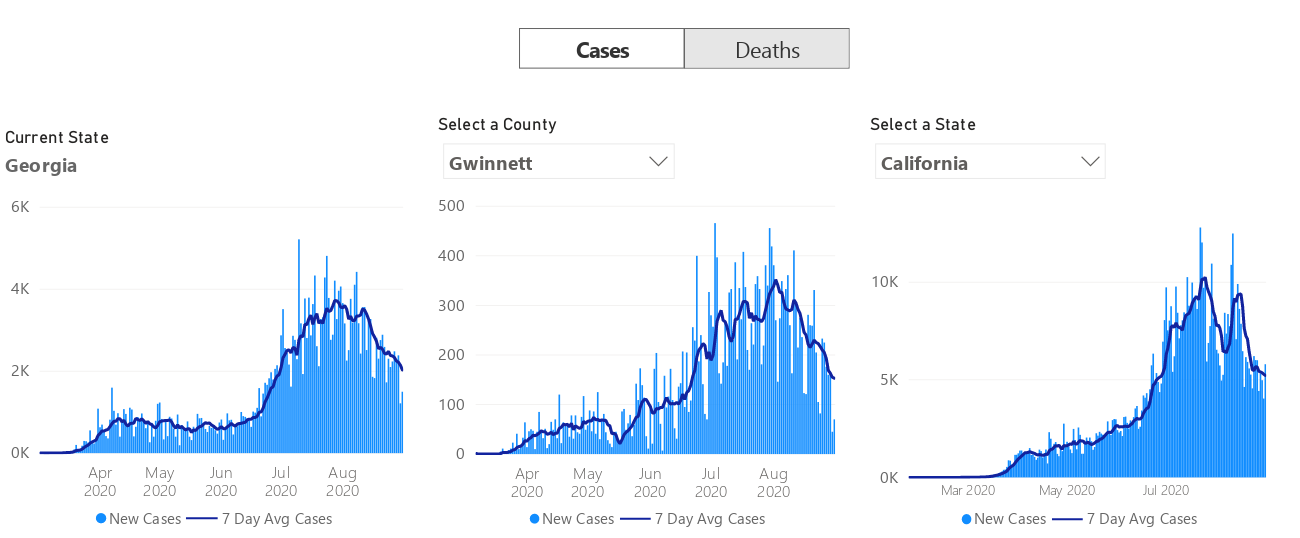 Cases Deaths
Current State
Georgia
6K
4K
2K
0K
Apr 2020
May 2020
Jun 2020
Jul 2020
Aug 2020
New Cases 7 Day Avg Cases
Select a County
Gwinnett
500
400
300
200
100
0
Apr 2020
May 2020
Jun 2020
Jul 2020
Aug 2020
New Cases 7 Day Avg Cases
Select a State
California
10K
5K
0K
Mar 2020 May 2020 Jul 2020
New Cases 7 Day Avg Cases